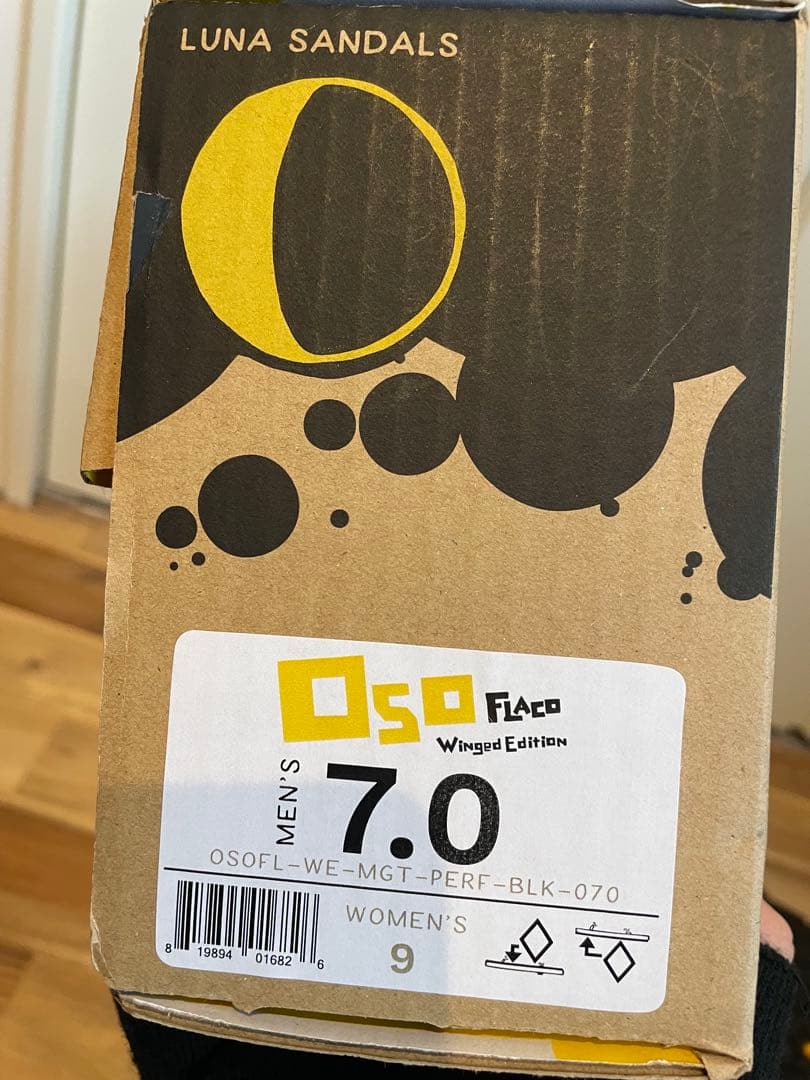 LUNA SANDALS
Oso FLACO
Winged Edition
MEN'S
7.0
OSOFL-WE-MGT-PERF-BLK-070
WOMEN'S
9
8 19894 01682 6